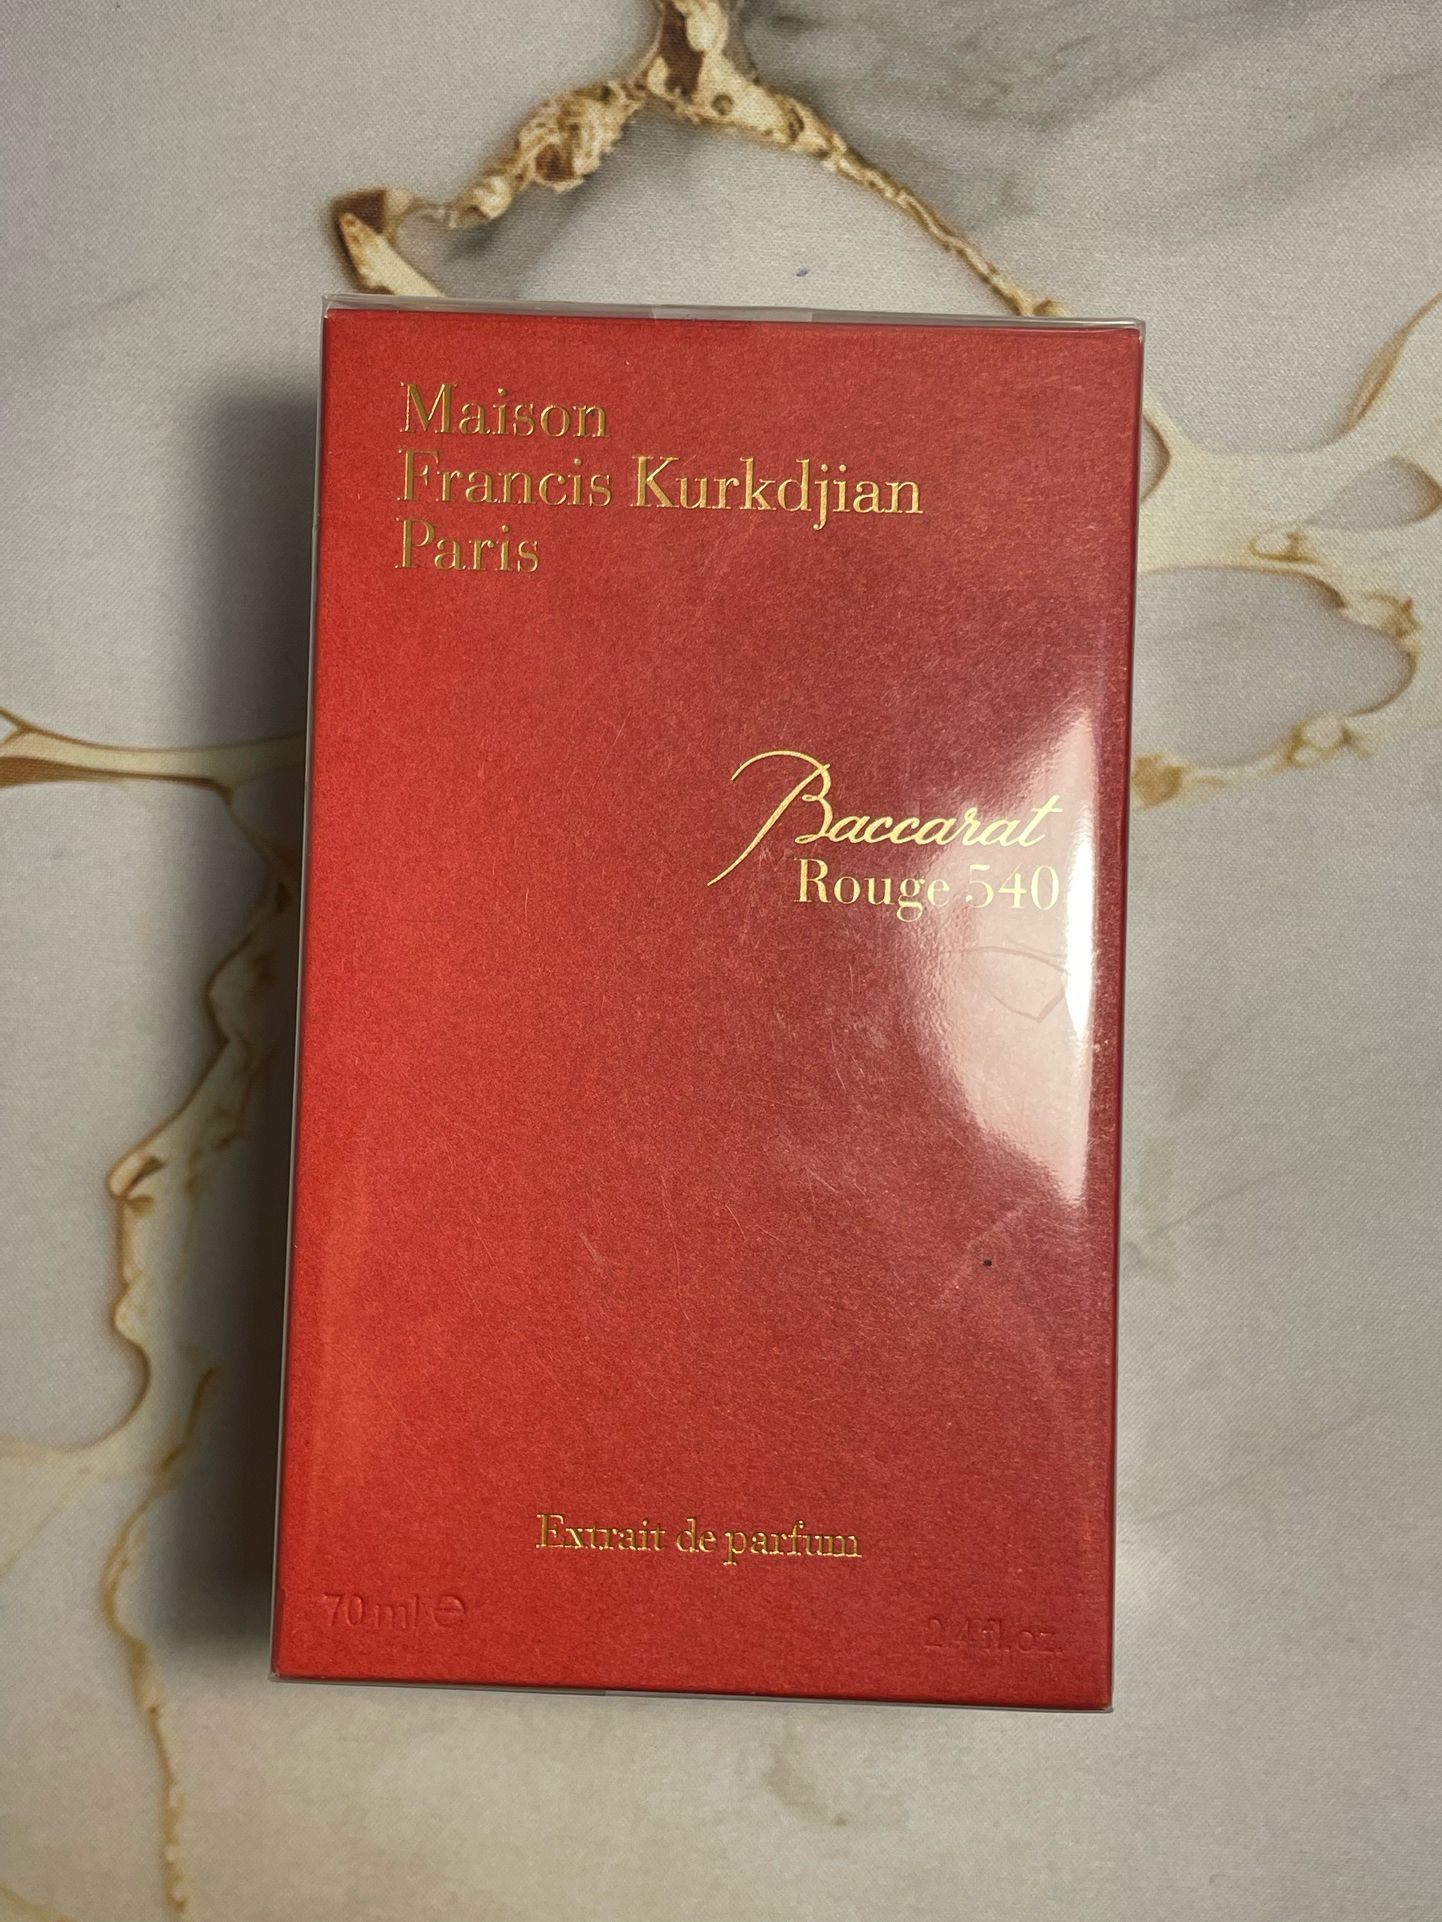 Maison
Francis Kurkdjian
Paris
Baccarat
Rouge 540
Extrait de parfum
70 ml ℮
2.4 fl. oz.